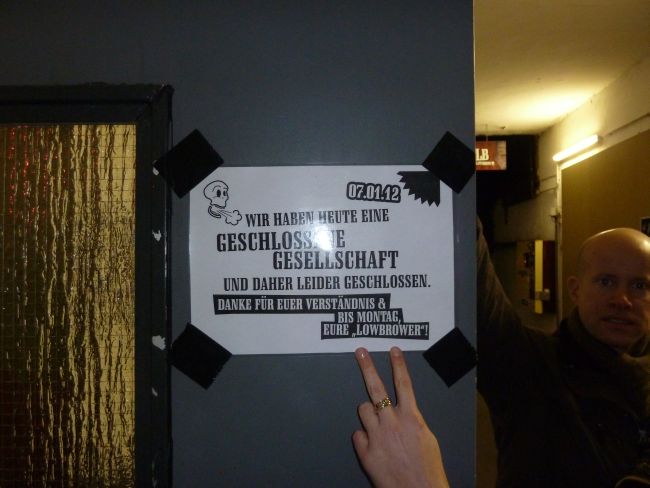 07.01.12
WIR HABEN HEUTE EINE
GESCHLOSSENE
GESELLSCHAFT
UND DAHER LEIDER GESCHLOSSEN.
DANKE FÜR EUER VERSTÄNDNIS &
BIS MONTAG,
EURE „LOWBROWER“!
LB